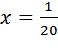 x = 1/20